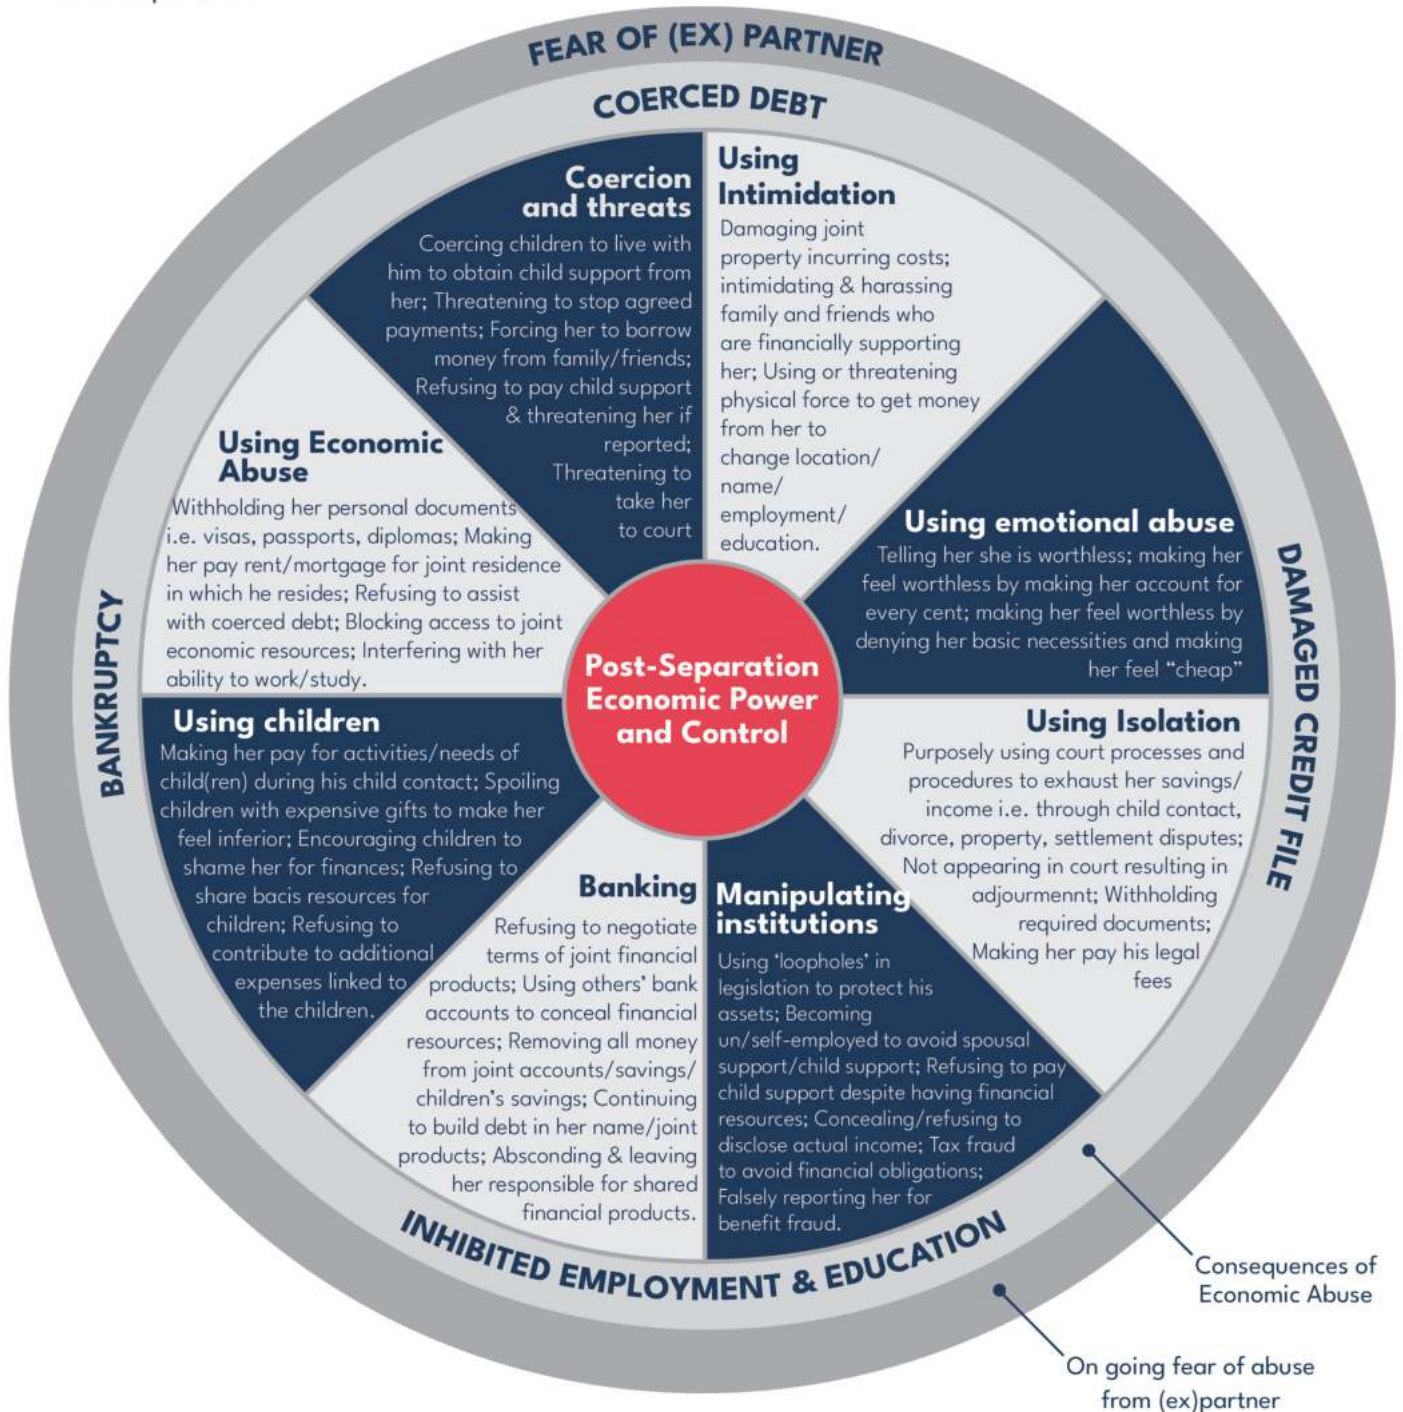 FEAR OF (EX) PARTNER
COERCED DEBT
Coercion
and threats
Coercing children to live with
him to obtain child support from
her; Threatening to stop agreed
payments; Forcing her to borrow
money from family/friends;
Refusing to pay child support
& threatening her if
reported;
Threatening to
take her
to court
Using
Intimidation
Damaging joint
property incurring costs;
intimidating & harassing
family and friends who
are financially supporting
her; Using or threatening
physical force to get money
from her to
change location/
name/
employment/
education.
Using emotional abuse
Telling her she is worthless; making her
feel worthless by making her account for
every cent; making her feel worthless by
denying her basic necessities and making
her feel “cheap”
DAMAGED CREDIT FILE
Using Isolation
Purposely using court processes and
procedures to exhaust her savings/
income i.e. through child contact,
divorce, property, settlement disputes;
Not appearing in court resulting in
adjournment; Withholding
required documents;
Making her pay his legal
fees
Manipulating
institutions
Using ‘loopholes’ in
legislation to protect his
assets; Becoming
un/self-employed to avoid spousal
support/child support; Refusing to pay
child support despite having financial
resources; Concealing/refusing to
disclose actual income; Tax fraud
to avoid financial obligations;
Falsely reporting her for
benefit fraud.
Banking
Refusing to negotiate
terms of joint financial
products; Using others’ bank
accounts to conceal financial
resources; Removing all money
from joint accounts/savings/
children’s savings; Continuing
to build debt in her name/joint
products; Absconding & leaving
her responsible for shared
financial products.
Using children
Making her pay for activities/needs of
child(ren) during his child contact; Spoiling
children with expensive gifts to make her
feel inferior; Encouraging children to
shame her for finances; Refusing to
share bacis resources for
children; Refusing to
contribute to additional
expenses linked to
the children.
Using Economic
Abuse
Withholding her personal documents
i.e. visas, passports, diplomas; Making
her pay rent/mortgage for joint residence
in which he resides; Refusing to assist
with coerced debt; Blocking access to joint
economic resources; Interfering with her
ability to work/study.
BANKRUPTCY
Post-Separation
Economic Power
and Control
INHIBITED EMPLOYMENT & EDUCATION
Consequences of
Economic Abuse
On going fear of abuse
from (ex)partner